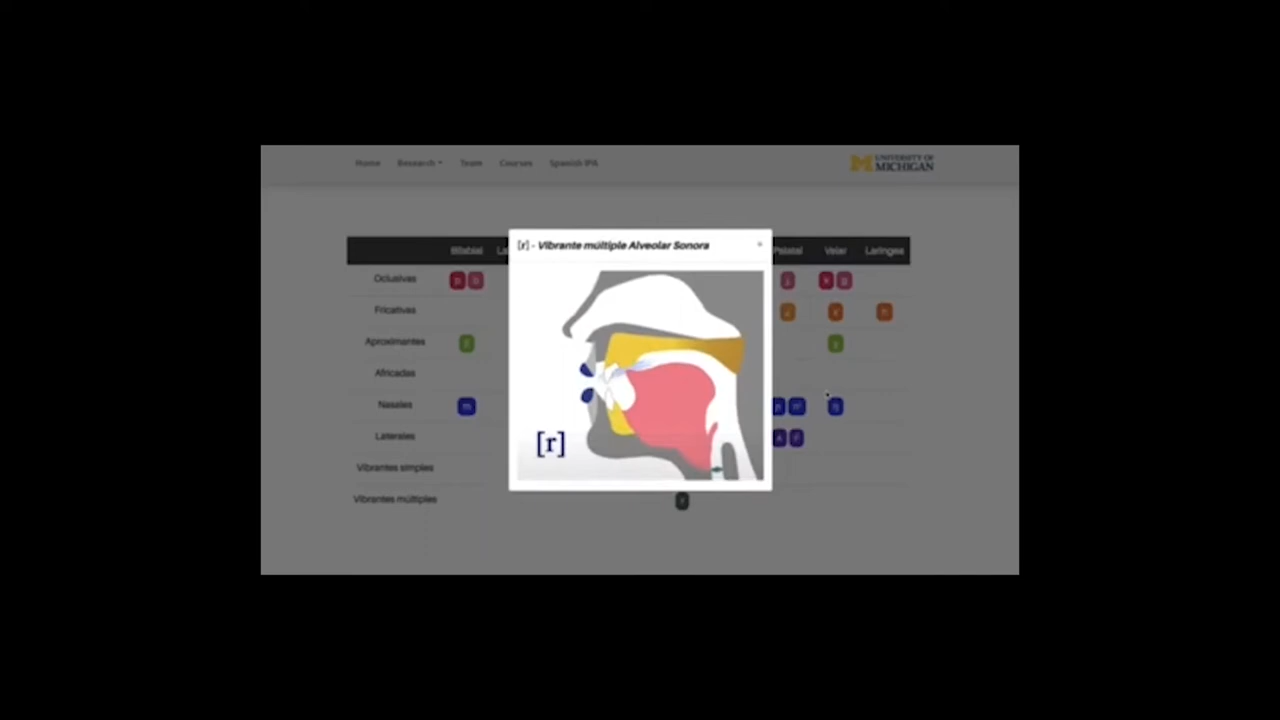 Home Research Team Courses Spanish IPA
UNIVERSITY OF
MICHIGAN
[r] - Vibrante múltiple Alveolar Sonora
×
Bilabial
Palatal Velar Laríngea
Oclusivas
Fricativas
Aproximantes
Africadas
Nasales
m
Laterales
Vibrantes simples
Vibrantes múltiples
[r]